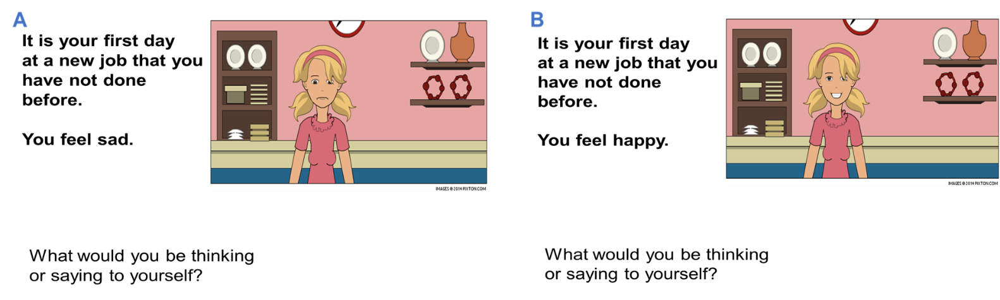 A
It is your first day
at a new job that you
have not done
before.
You feel sad.
IMAGES © 2014 PIXTON.COM
What would you be thinking
or saying to yourself?
B
It is your first day
at a new job that you
have not done
before.
You feel happy.
IMAGES © 2014 PIXTON.COM
What would you be thinking
or saying to yourself?